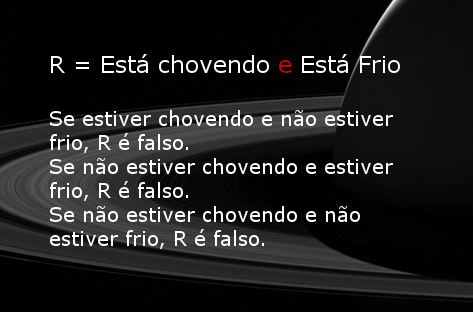 R = Está chovendo e Está Frio
Se estiver chovendo e não estiver
frio, R é falso.
Se não estiver chovendo e estiver
frio, R é falso.
Se não estiver chovendo e não
estiver frio, R é falso.